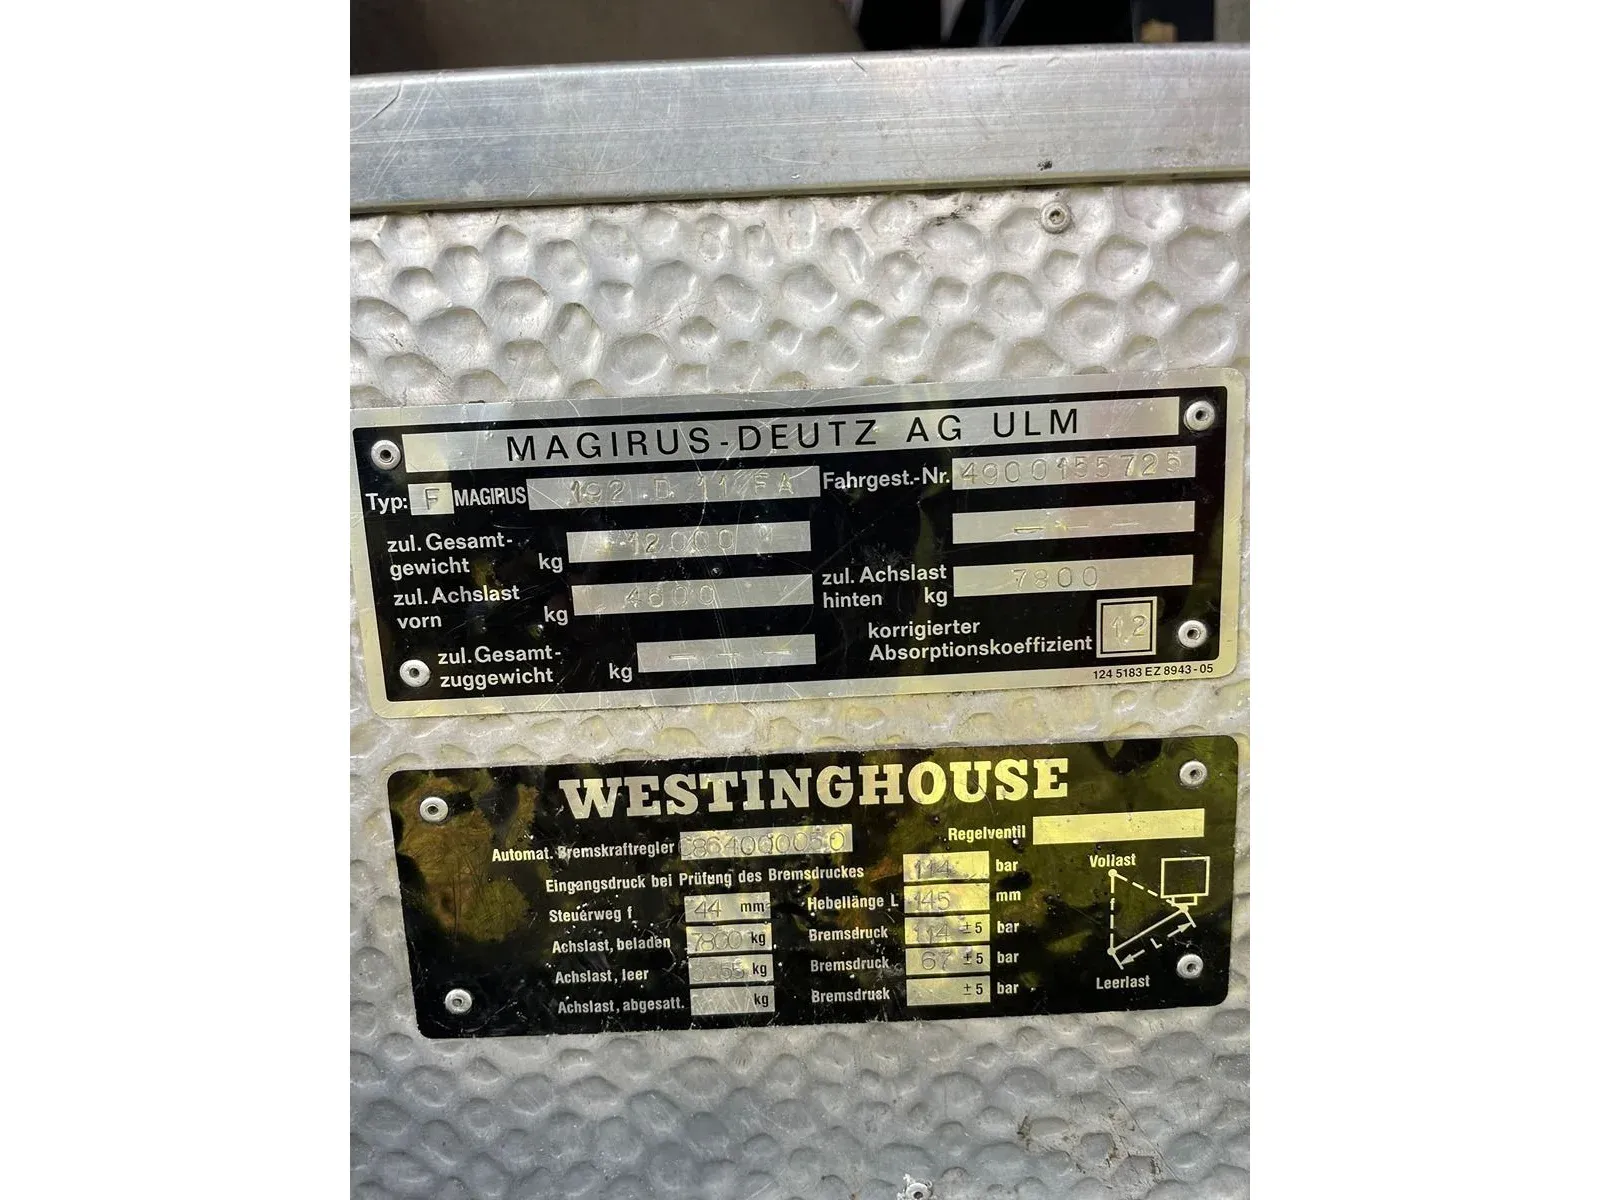 MAGIRUS-DEUTZ AG ULM
Typ: F MAGIRUS 192 D 11 FA Fahrgest.-Nr. 4900155725
zul. Gesamt-
gewicht kg 12000
zul. Achslast
vorn kg 4600
zul. Achslast
hinten kg 7800
zul. Gesamt-
zuggewicht kg - - -
korrigierter
Absorptionskoeffizient 1,2
124 5183 EZ 8943-05
WESTINGHOUSE
Automat. Bremskraftregler 864000050 Regelventil
Eingangsdruck bei Prüfung des Bremsdruckes 114 bar
Steuerweg f 44 mm Hebellänge L 145 mm
Achslast, beladen 7800 kg Bremsdruck 114 ±5 bar
Achslast, leer kg Bremsdruck 67 ±5 bar
Achslast, abgesatt. kg Bremsdrusk ±5 bar
Vollast
f
L
Leerlast